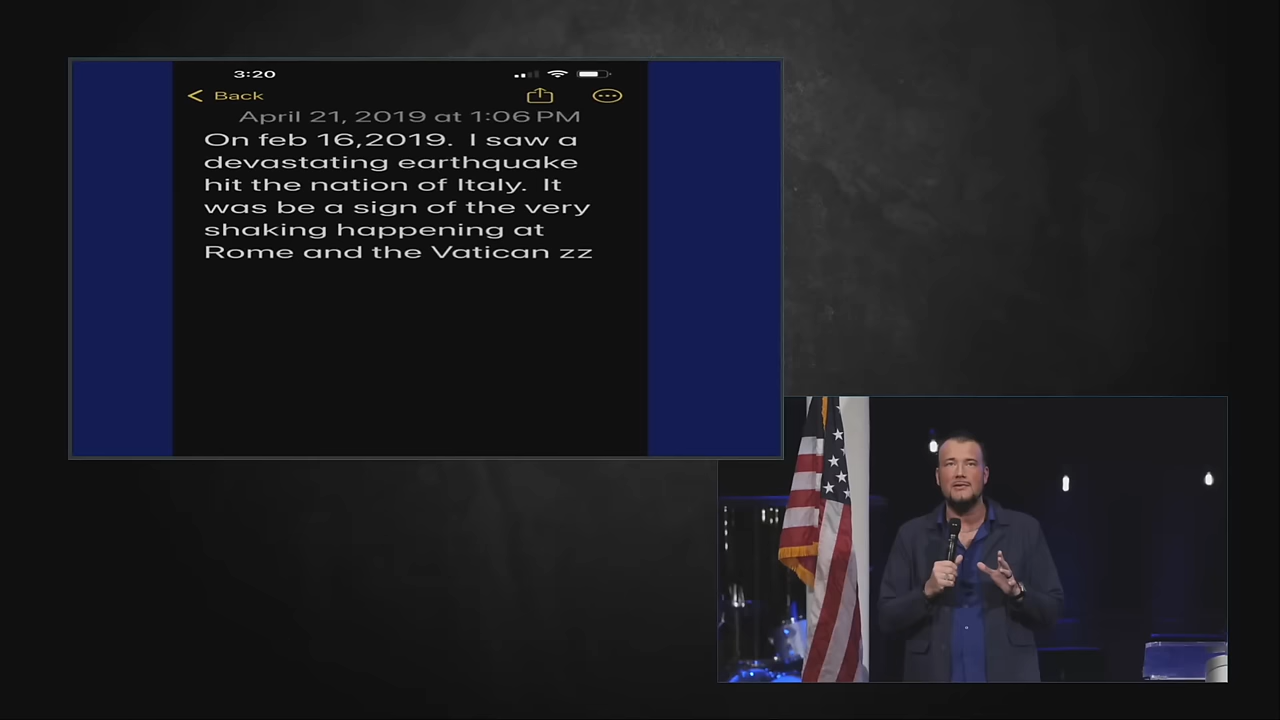 3:20
Back
April 21, 2019 at 1:06 PM
On feb 16,2019. I saw a
devastating earthquake
hit the nation of Italy. It
was be a sign of the very
shaking happening at
Rome and the Vatican zz